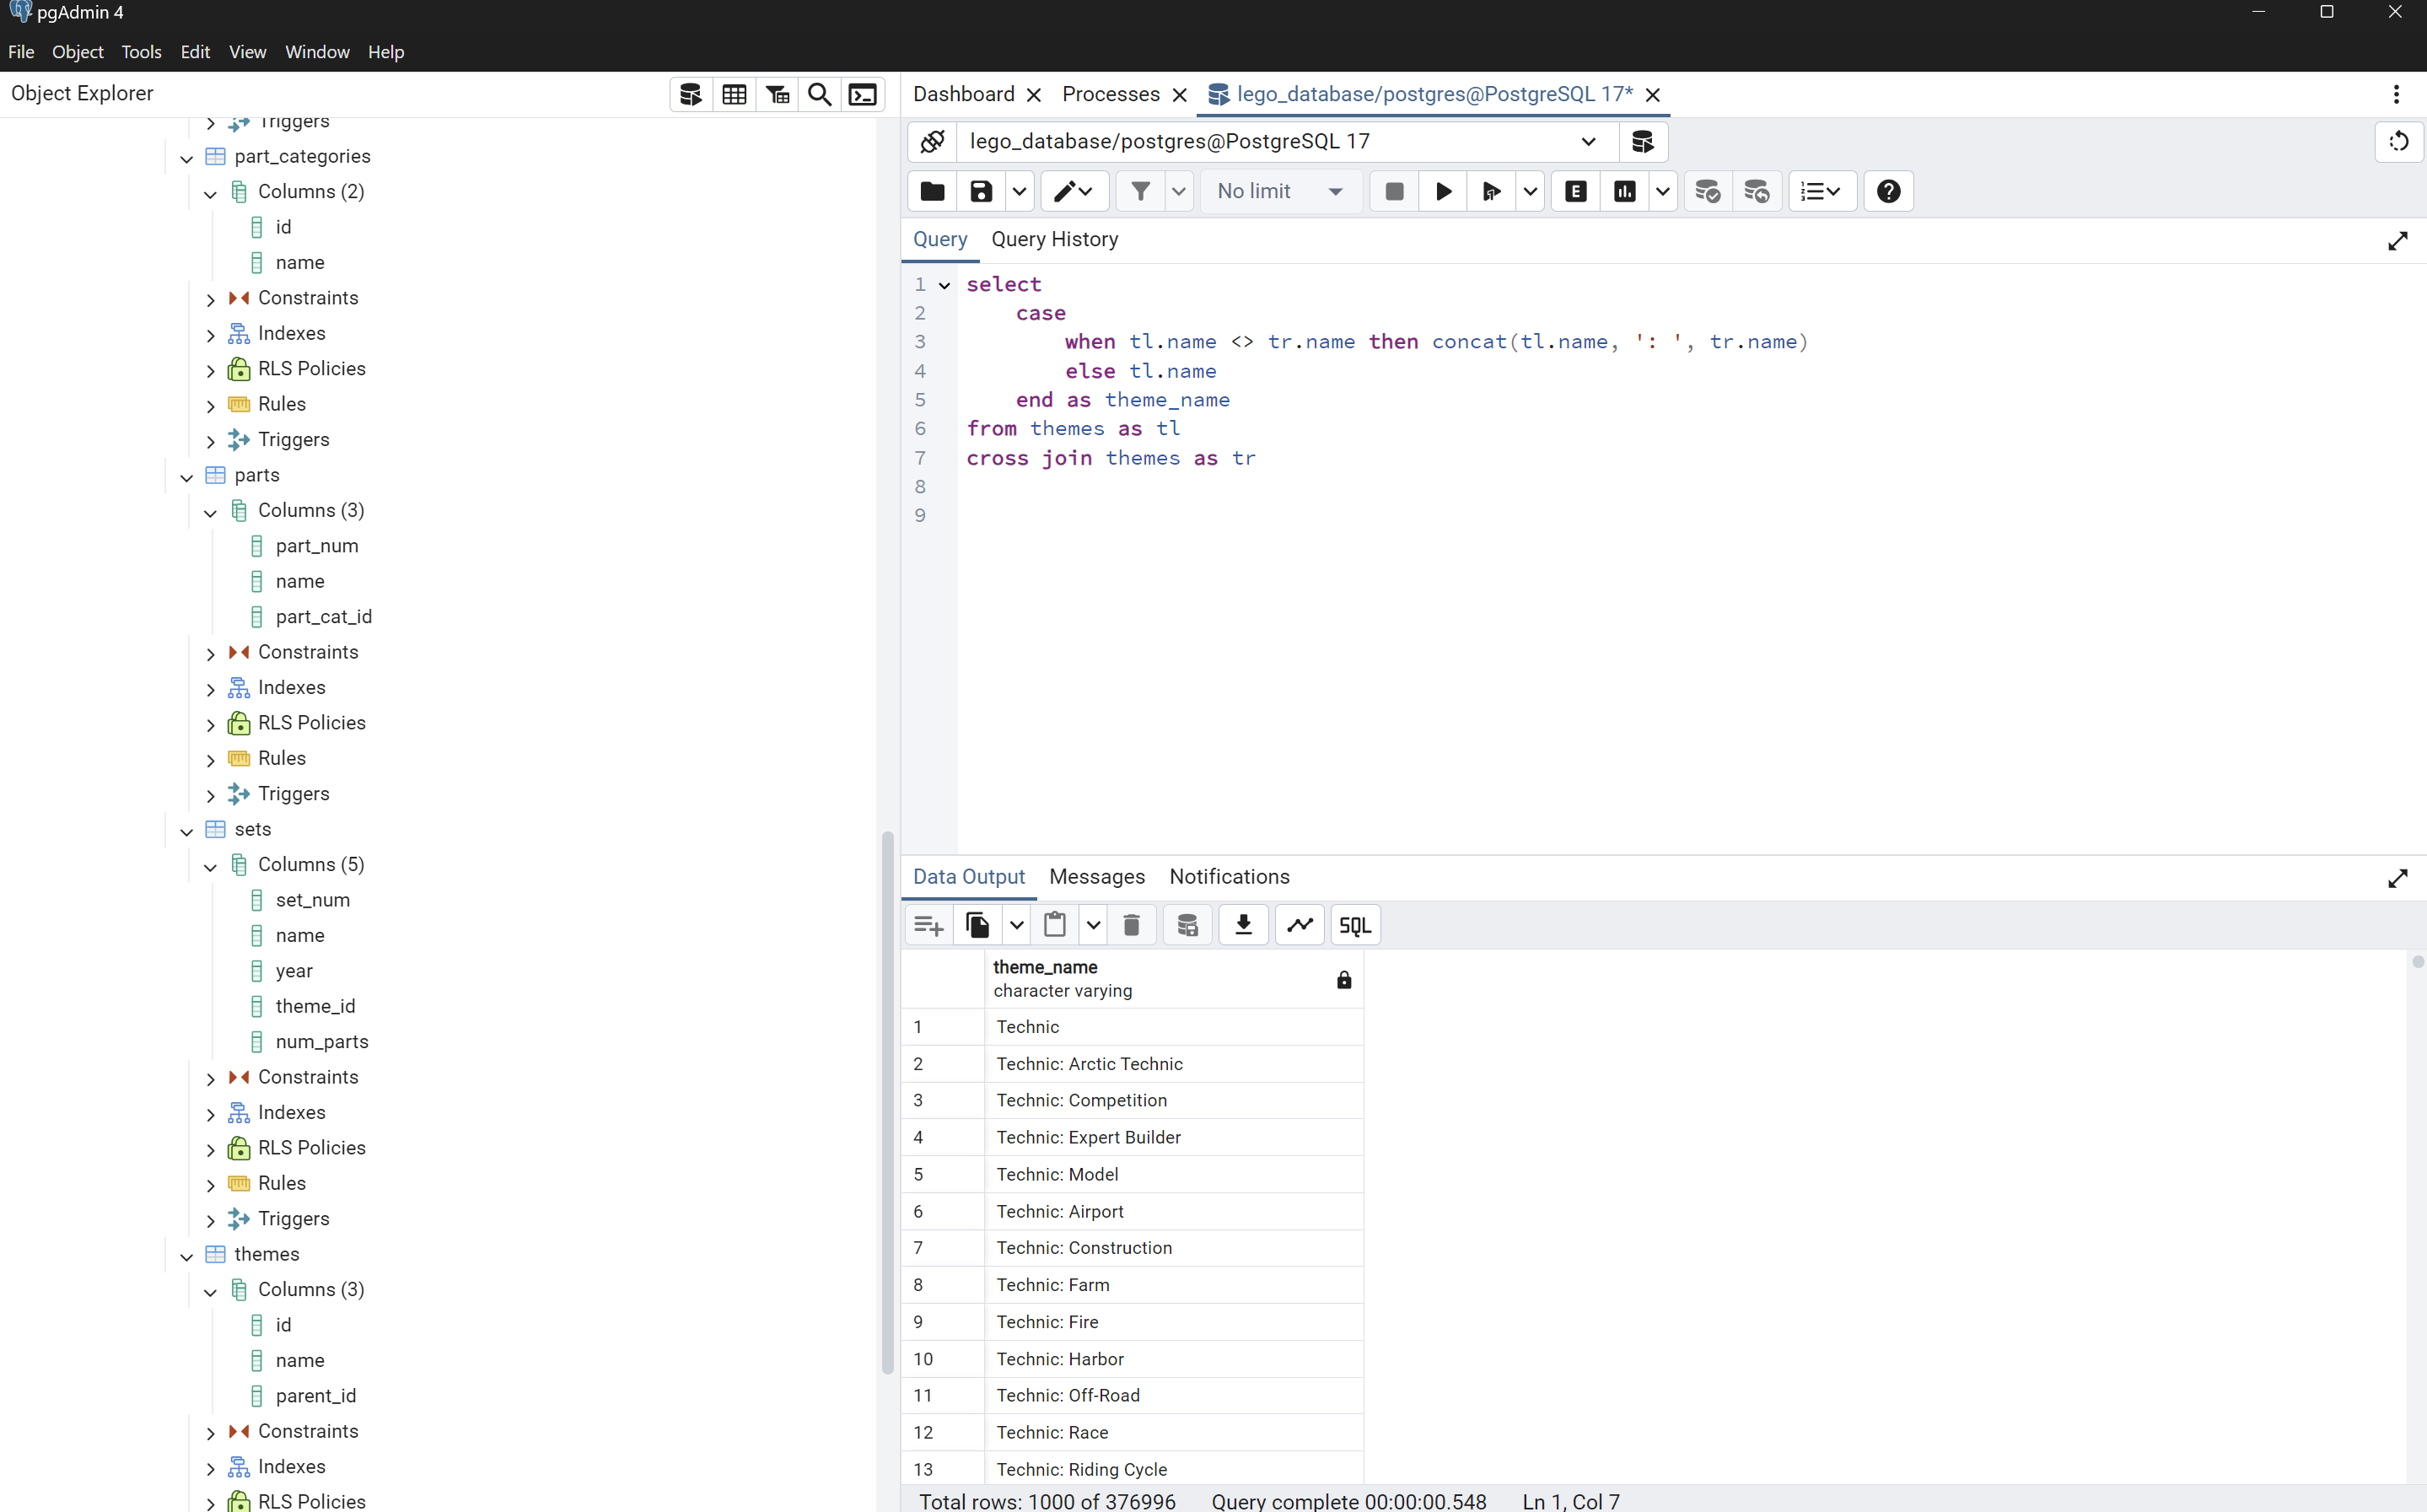 pgAdmin 4
File Object Tools Edit View Window Help
Object Explorer
Triggers
part_categories
Columns (2)
id
name
Constraints
Indexes
RLS Policies
Rules
Triggers
parts
Columns (3)
part_num
name
part_cat_id
Constraints
Indexes
RLS Policies
Rules
Triggers
sets
Columns (5)
set_num
name
year
theme_id
num_parts
Constraints
Indexes
RLS Policies
Rules
Triggers
themes
Columns (3)
id
name
parent_id
Constraints
Indexes
RLS Policies
Dashboard Processes lego_database/postgres@PostgreSQL 17*
lego_database/postgres@PostgreSQL 17
No limit E
Query Query History
1 select
2 case
3 when tl.name <> tr.name then concat(tl.name, ': ', tr.name)
4 else tl.name
5 end as theme_name
6 from themes as tl
7 cross join themes as tr
8
9
Data Output Messages Notifications
SQL
theme_name
character varying
1 Technic
2 Technic: Arctic Technic
3 Technic: Competition
4 Technic: Expert Builder
5 Technic: Model
6 Technic: Airport
7 Technic: Construction
8 Technic: Farm
9 Technic: Fire
10 Technic: Harbor
11 Technic: Off-Road
12 Technic: Race
13 Technic: Riding Cycle
Total rows: 1000 of 376996 Query complete 00:00:00.548 Ln 1, Col 7